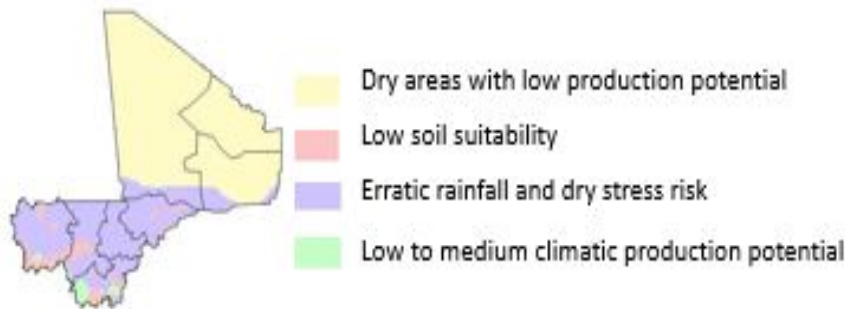 Dry areas with low production potential
Low soil suitability
Erratic rainfall and dry stress risk
Low to medium climatic production potential